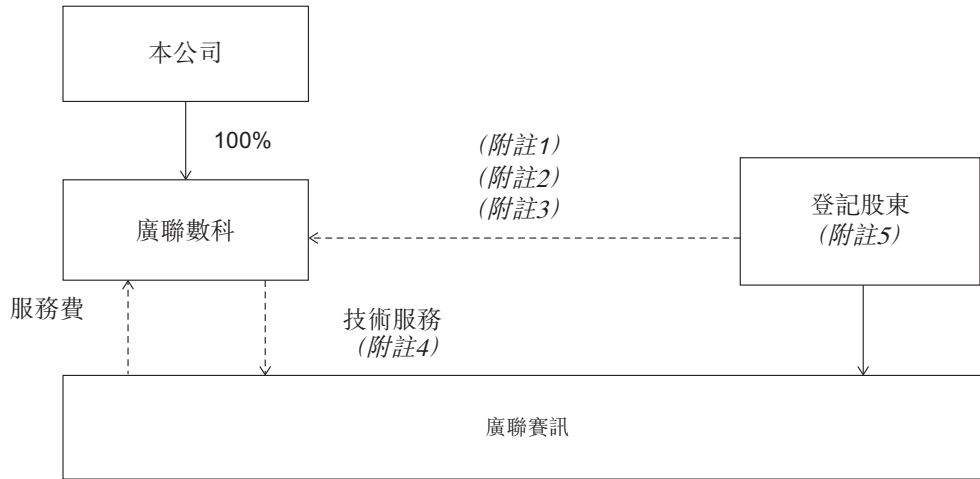 本公司
100%
(附註1)
(附註2)
(附註3)
廣聯數科
登記股東
(附註5)
服務費
技術服務
(附註4)
廣聯賽訊